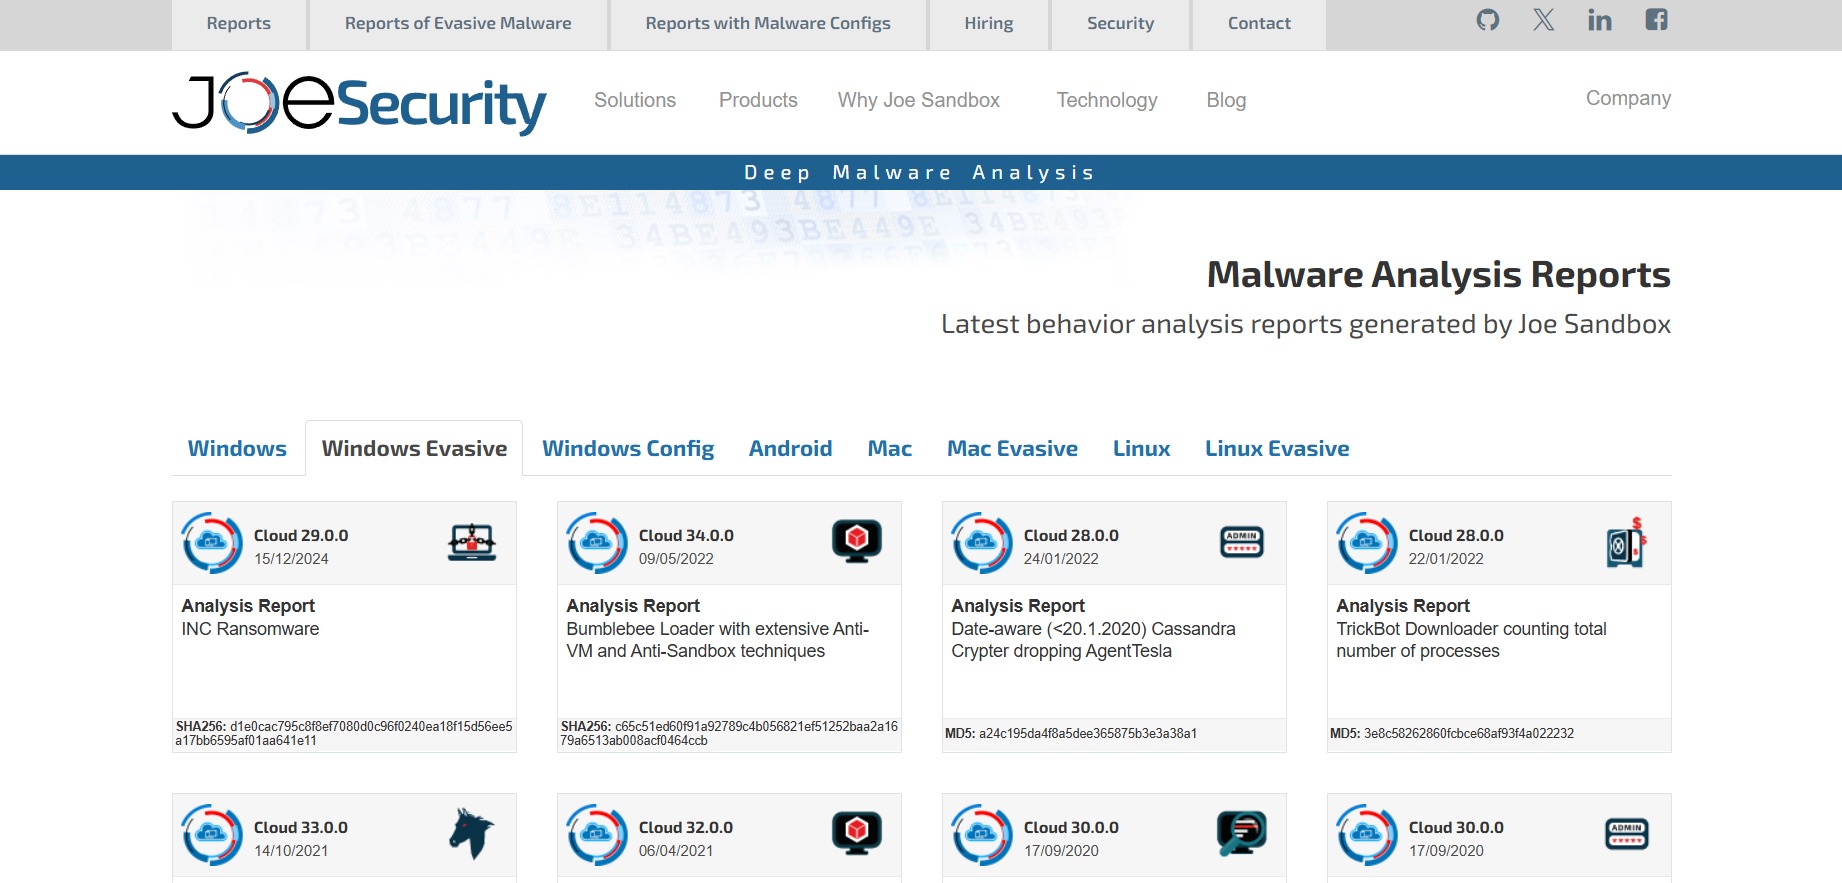 Reports
Reports of Evasive Malware
Reports with Malware Configs
Hiring
Security
Contact
JOeSecurity
Solutions
Products
Why Joe Sandbox
Technology
Blog
Company
Deep Malware Analysis
Malware Analysis Reports
Latest behavior analysis reports generated by Joe Sandbox
Windows
Windows Evasive
Windows Config
Android
Mac
Mac Evasive
Linux
Linux Evasive
Cloud 29.0.0
15/12/2024
Analysis Report
INC Ransomware
SHA256: d1e0cac795c8f8ef7080d0c96f0240ea18f15d56ee5
a17bb6595af01aa641e11
Cloud 34.0.0
09/05/2022
Analysis Report
Bumblebee Loader with extensive Anti-
VM and Anti-Sandbox techniques
SHA256: c65c51ed60f91a92789c4b056821ef51252baa2a16
79a6513ab008acf0464ccb
Cloud 28.0.0
24/01/2022
ADMIN
Analysis Report
Date-aware (<20.1.2020) Cassandra
Crypter dropping AgentTesla
MD5: a24c195da4f8a5dee365875b3e3a38a1
Cloud 28.0.0
22/01/2022
Analysis Report
TrickBot Downloader counting total
number of processes
MD5: 3e8c58262860fcbce68af93f4a022232
Cloud 33.0.0
14/10/2021
Cloud 32.0.0
06/04/2021
Cloud 30.0.0
17/09/2020
Cloud 30.0.0
17/09/2020
ADMIN